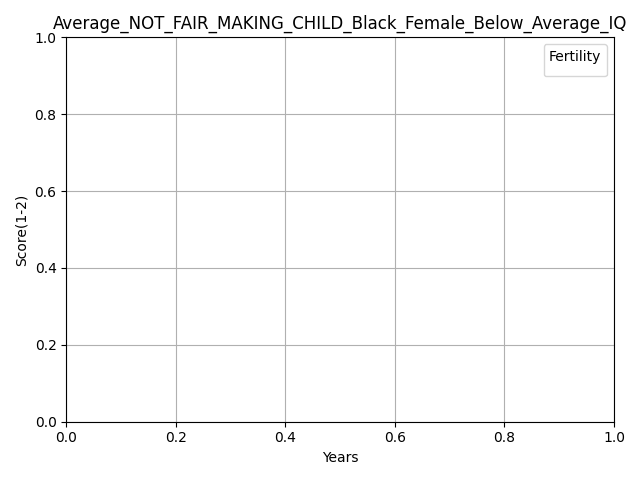 Average_NOT_FAIR_MAKING_CHILD_Black_Female_Below_Average_IQ
Fertility
1.0
0.8
0.6
0.4
0.2
0.0
Score(1-2)
0.0 0.2 0.4 0.6 0.8 1.0
Years